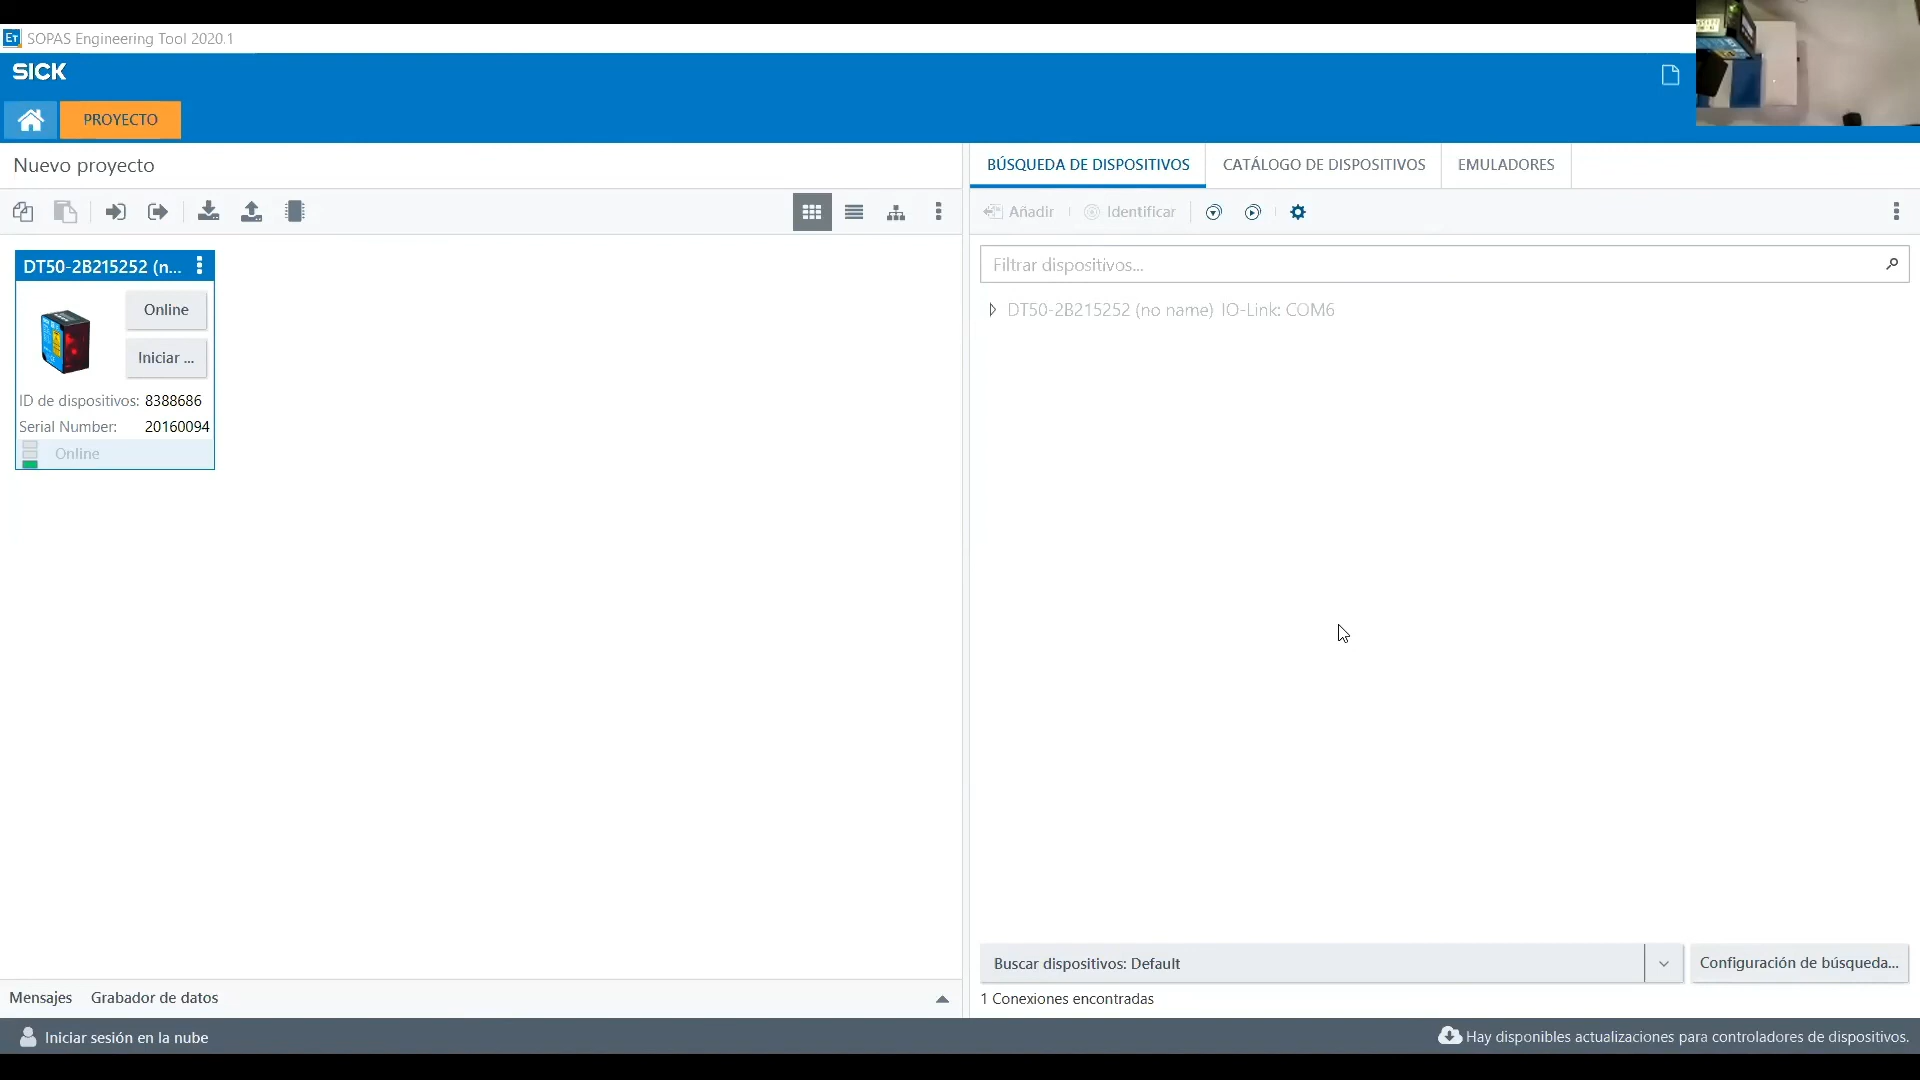 SOPAS Engineering Tool 2020.1
SICK
PROYECTO
Nuevo proyecto
BÚSQUEDA DE DISPOSITIVOS
CATÁLOGO DE DISPOSITIVOS
EMULADORES
Añadir
Identificar
DT50-2B215252 (n...
Online
Iniciar ...
ID de dispositivos: 8388686
Serial Number: 20160094
Online
Filtrar dispositivos...
DT50-2B215252 (no name) IO-Link: COM6
Buscar dispositivos: Default
Configuración de búsqueda...
1 Conexiones encontradas
Mensajes
Grabador de datos
Iniciar sesión en la nube
Hay disponibles actualizaciones para controladores de dispositivos.